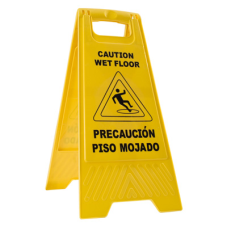 CAUTION
WET FLOOR
PRECAUCIÓN
PISO MOJADO